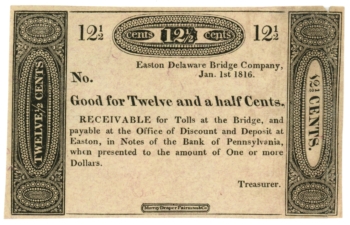 12½ cents 12½ cents 12½
Easton Delaware Bridge Company,
No. Jan. 1st 1816.
Good for Twelve and a half Cents.
RECEIVABLE for Tolls at the Bridge, and
payable at the Office of Discount and Deposit at
Easton, in Notes of the Bank of Pennsylvania,
when presented to the amount of One or more
Dollars.
Treasurer.
TWELVE ½ CENTS
12½ CENTS.